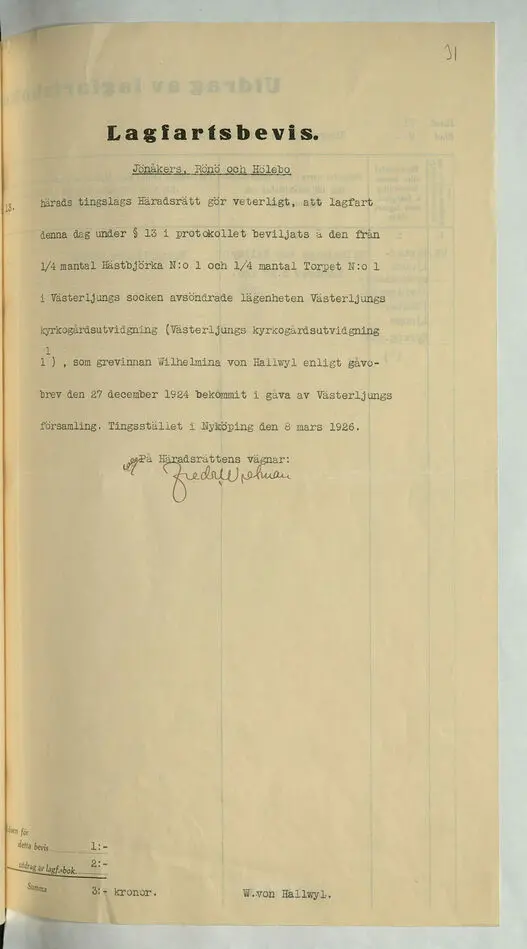 31
Lagfartsbevis.
Jönåkers, Rönö och Hölebo
13. härads tingslags Häradsrätt gör veterligt, att lagfart
denna dag under § 13 i protokollet beviljats å den från
1/4 mantal Hästbjörka N:o 1 och 1/4 mantal Torpet N:o 1
i Västerljungs socken avsöndrade lägenheten Västerljungs
kyrkogårdsutvidgning (Västerljungs kyrkogårdsutvidgning
1
1 ) , som grevinnan Wilhelmina von Hallwyl enligt gåvo-
brev den 27 december 1924 bekommit i gåva av Västerljungs
församling. Tingsstället i Nyköping den 8 mars 1926.
På Häradsrättens vägnar:
för
detta bevis 1:-
utdrag av lagf.bok. 2:-
Summa 3:- kronor.
W.von Hallwyl.